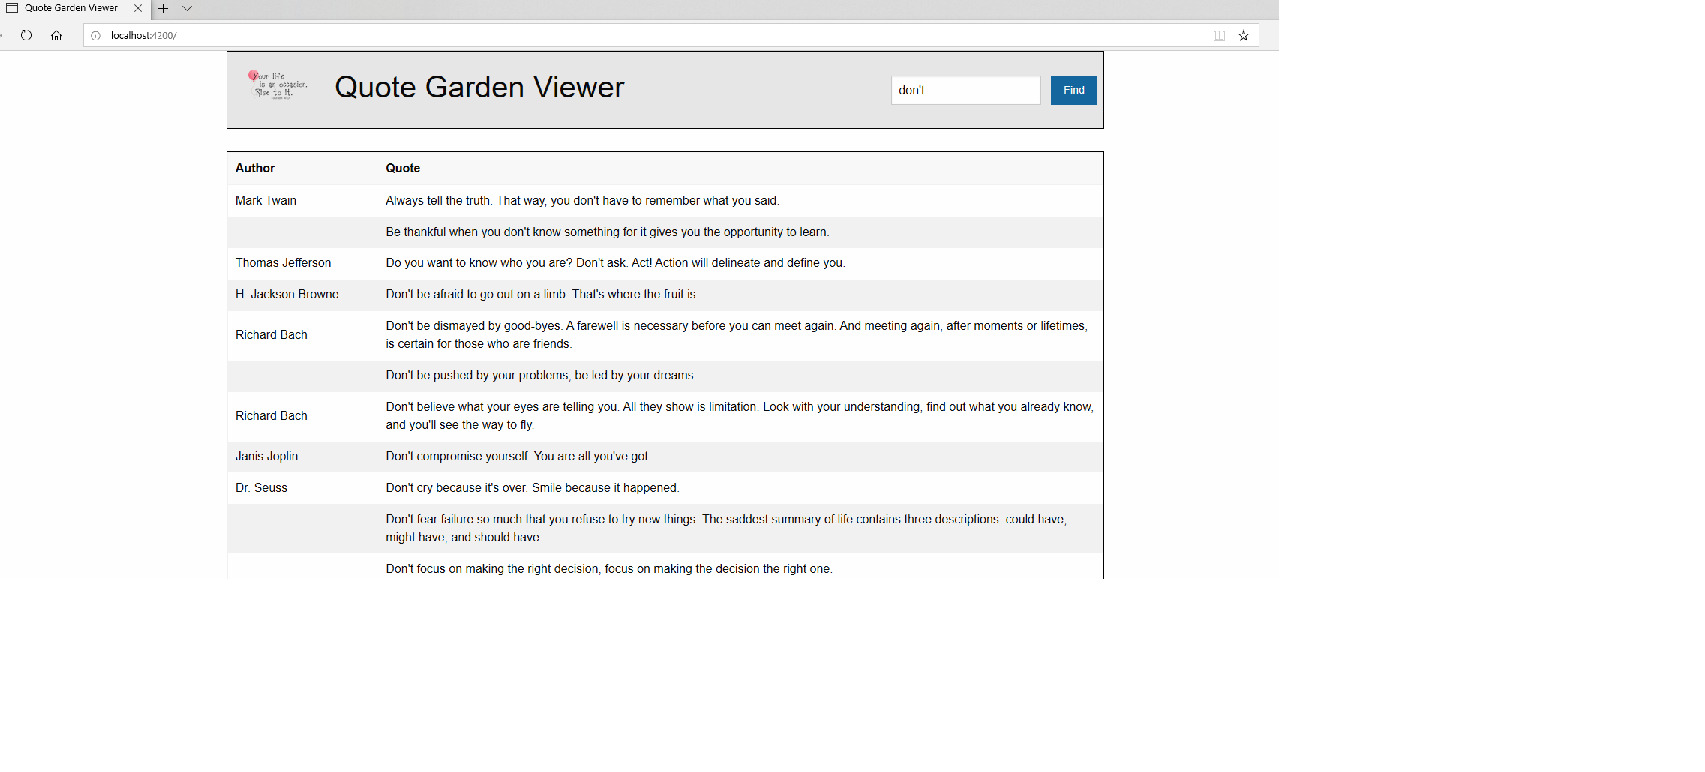 Quote Garden Viewer
localhost:4200/
Your life
is an occasion.
Rise to it.
Quote Garden Viewer
don't
Find
Author Quote
Mark Twain Always tell the truth. That way, you don't have to remember what you said.
Be thankful when you don't know something for it gives you the opportunity to learn.
Thomas Jefferson Do you want to know who you are? Don't ask. Act! Action will delineate and define you.
H. Jackson Browne Don't be afraid to go out on a limb. That's where the fruit is.
Richard Bach Don't be dismayed by good-byes. A farewell is necessary before you can meet again. And meeting again, after moments or lifetimes,
is certain for those who are friends.
Don't be pushed by your problems, be led by your dreams.
Richard Bach Don't believe what your eyes are telling you. All they show is limitation. Look with your understanding, find out what you already know,
and you'll see the way to fly.
Janis Joplin Don't compromise yourself. You are all you've got.
Dr. Seuss Don't cry because it's over. Smile because it happened.
Don't fear failure so much that you refuse to try new things. The saddest summary of life contains three descriptions: could have,
might have, and should have.
Don't focus on making the right decision, focus on making the decision the right one.